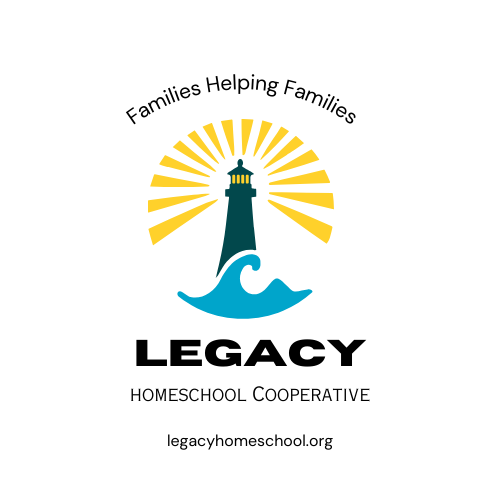 Families Helping Families
LEGACY
HOMESCHOOL COOPERATIVE
legacyhomeschool.org